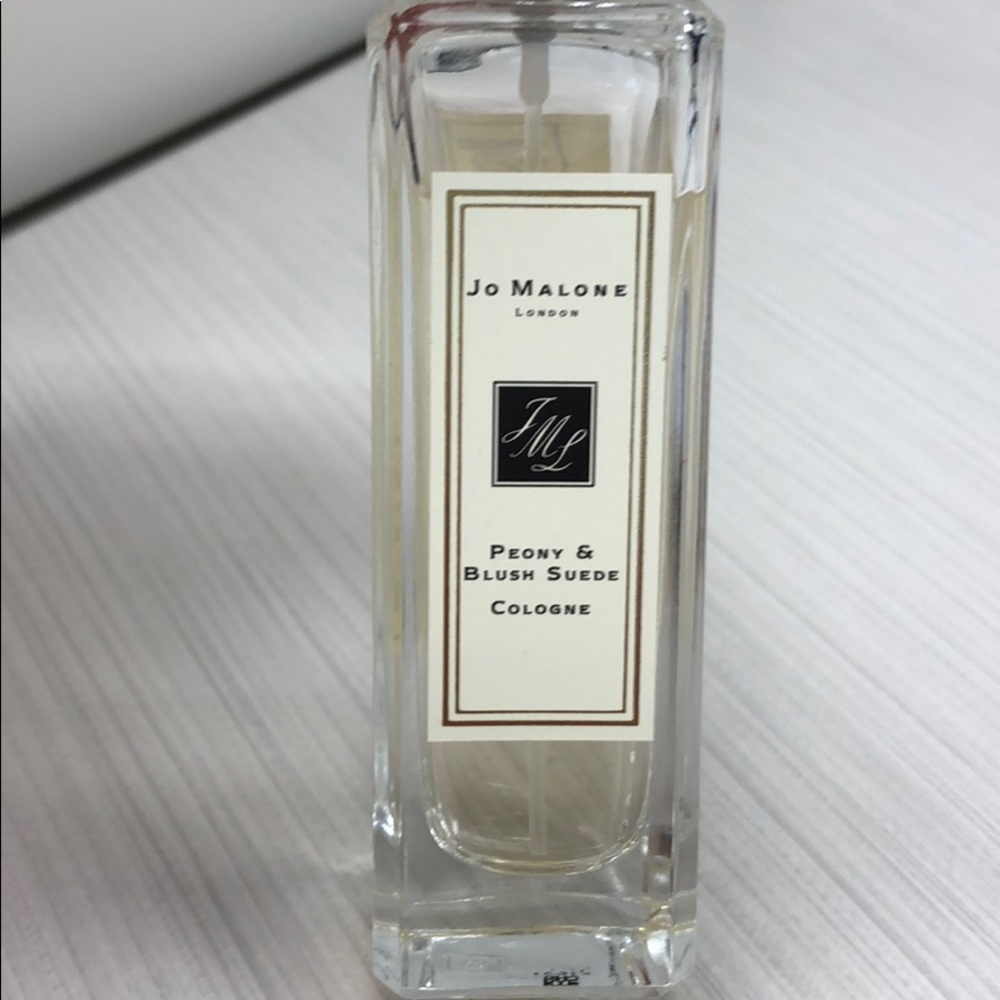 Jo Malone
London
JML
Peony &
Blush Suede
Cologne